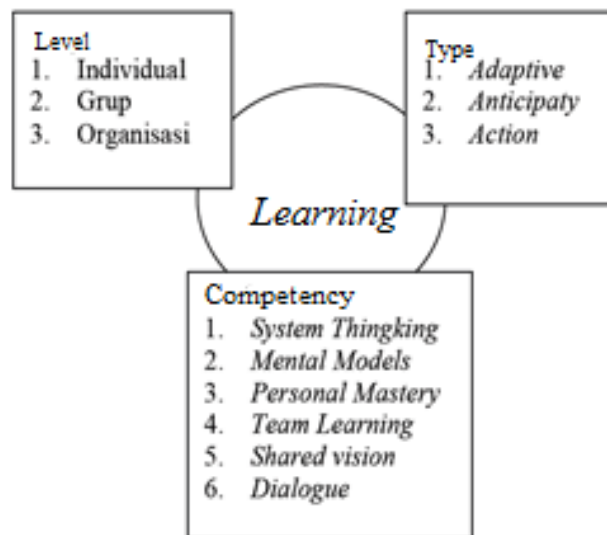 Level
1. Individual
2. Grup
3. Organisasi
Type
1. Adaptive
2. Anticipaty
3. Action
Learning
Competency
1. System Thingking
2. Mental Models
3. Personal Mastery
4. Team Learning
5. Shared vision
6. Dialogue